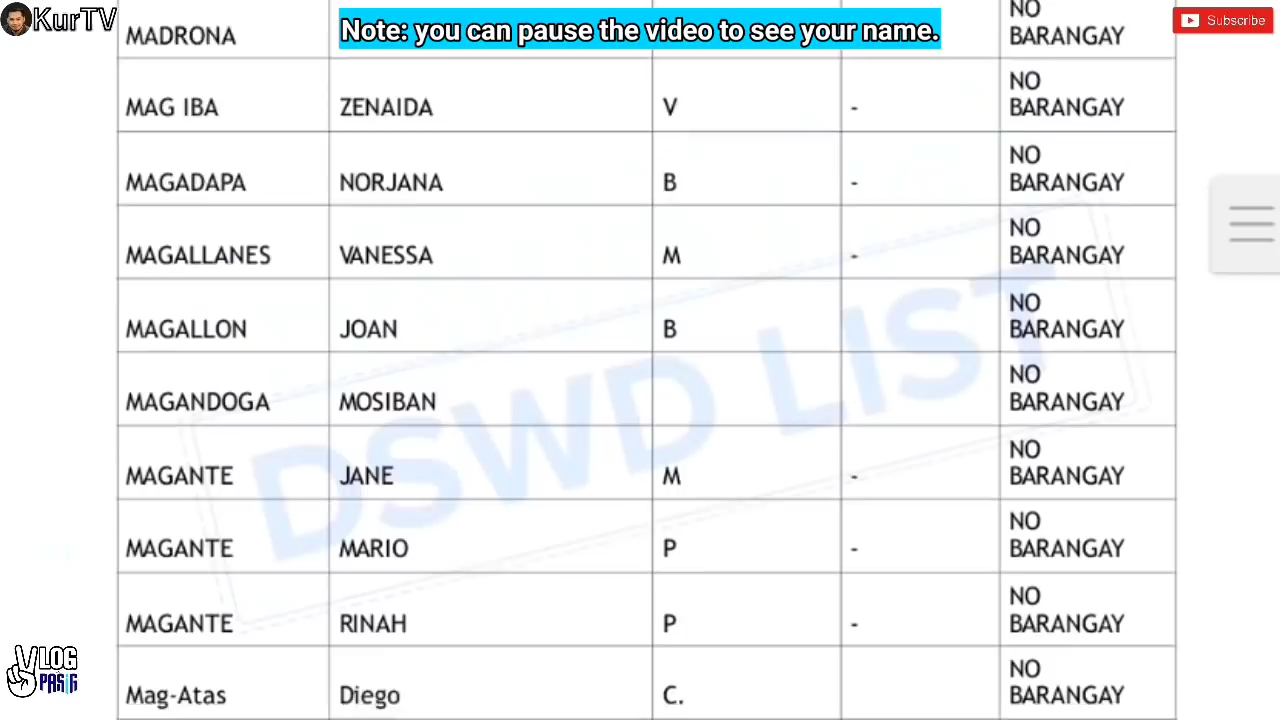 KurTV
Note: you can pause the video to see your name.
Subscribe
MADRONA NO BARANGAY
MAG IBA ZENAIDA V - NO BARANGAY
MAGADAPA NORJANA B - NO BARANGAY
MAGALLANES VANESSA M - NO BARANGAY
MAGALLON JOAN B NO BARANGAY
MAGANDOGA MOSIBAN NO BARANGAY
MAGANTE JANE M - NO BARANGAY
MAGANTE MARIO P - NO BARANGAY
MAGANTE RINAH P - NO BARANGAY
Mag-Atas Diego C. NO BARANGAY
DSWD LIST
VLOG
PASIG